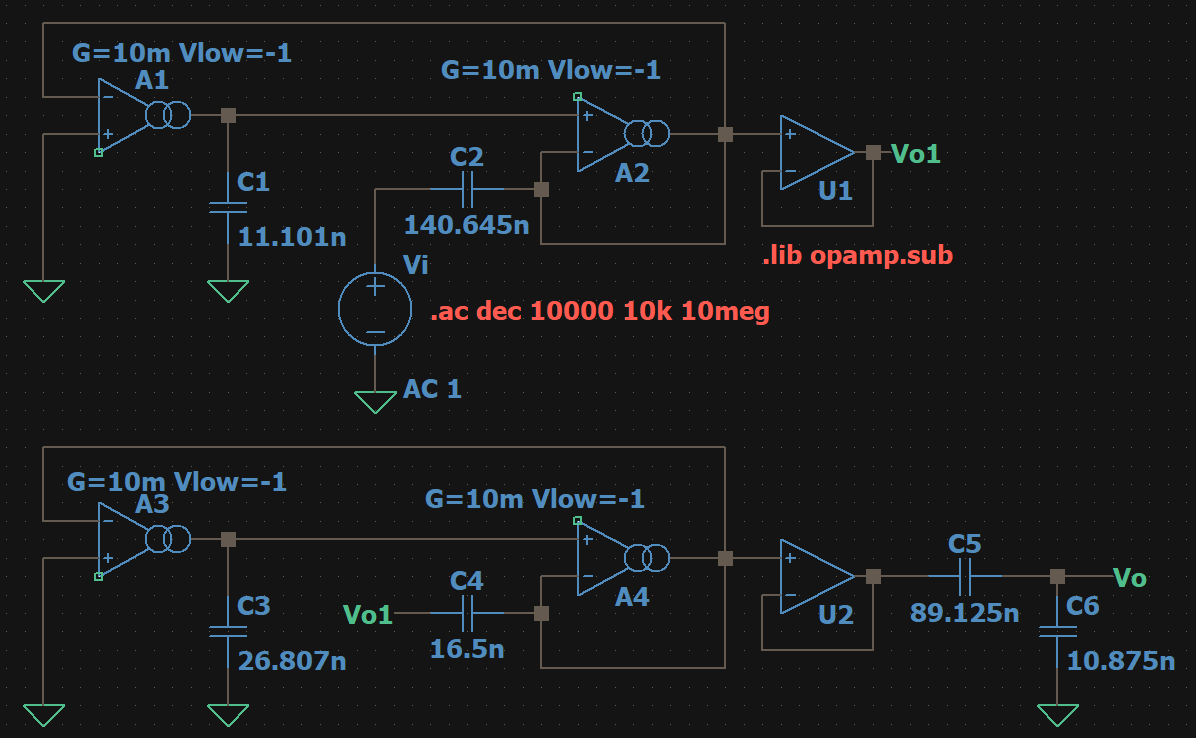 G=10m Vlow=-1
A1
G=10m Vlow=-1
A2
C1
11.101n
C2
140.645n
Vi
AC 1
.ac dec 10000 10k 10meg
U1
Vo1
.lib opamp.sub
G=10m Vlow=-1
A3
G=10m Vlow=-1
A4
C3
26.807n
Vo1
C4
16.5n
U2
C5
89.125n
Vo
C6
10.875n